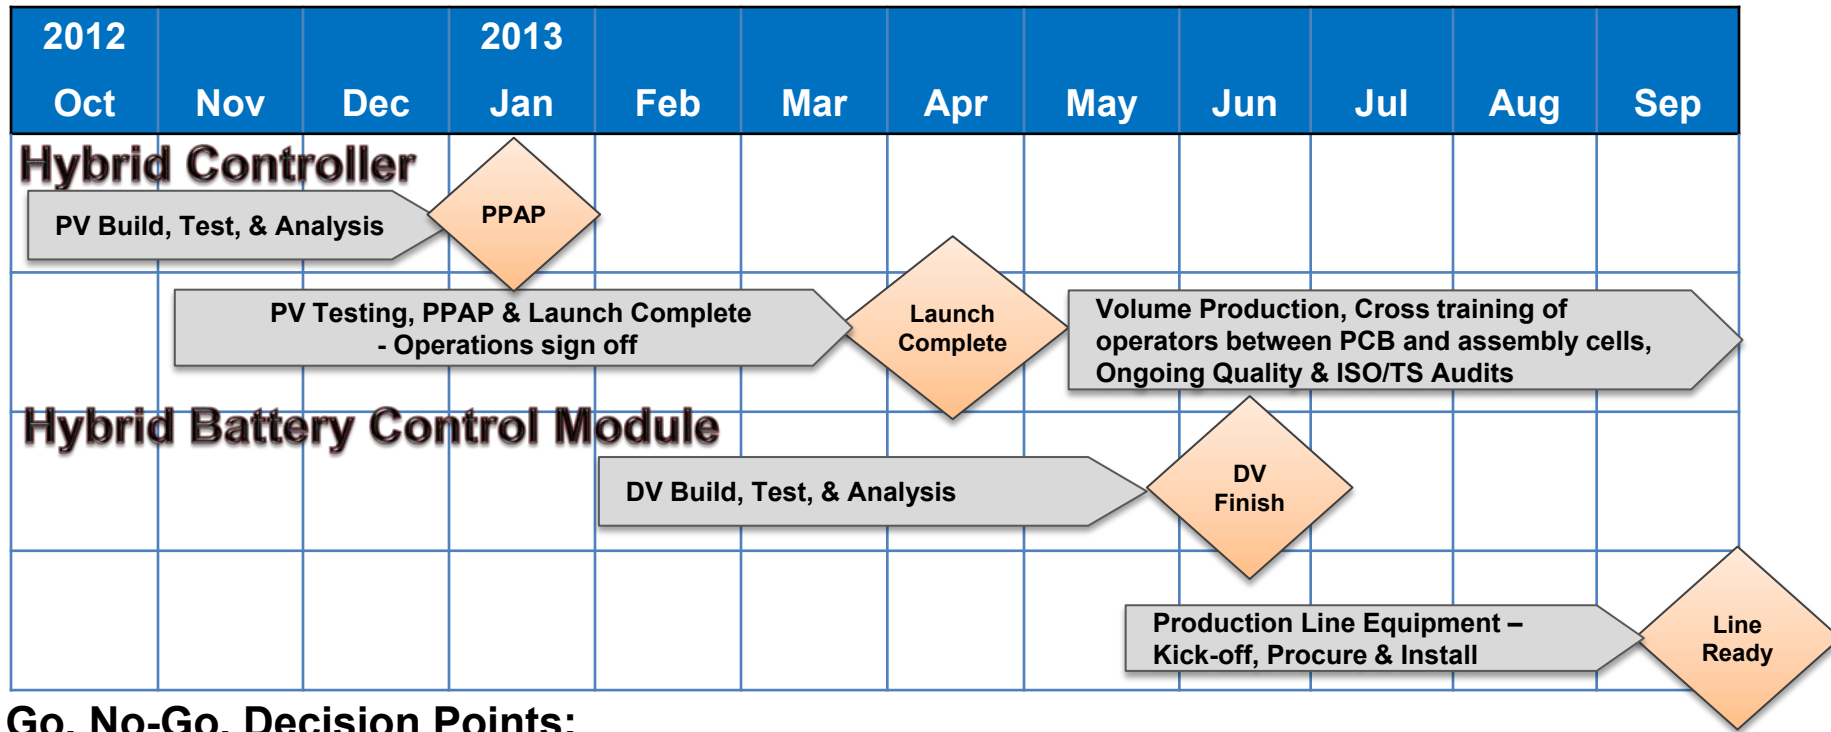 2012
2013
Oct Nov Dec Jan Feb Mar Apr May Jun Jul Aug Sep
Hybrid Controller
PV Build, Test, & Analysis
PPAP
PV Testing, PPAP & Launch Complete
- Operations sign off
Launch
Complete
Volume Production, Cross training of
operators between PCB and assembly cells,
Ongoing Quality & ISO/TS Audits
Hybrid Battery Control Module
DV Build, Test, & Analysis
DV
Finish
Production Line Equipment –
Kick-off, Procure & Install
Line
Ready
Go, No-Go, Decision Points: